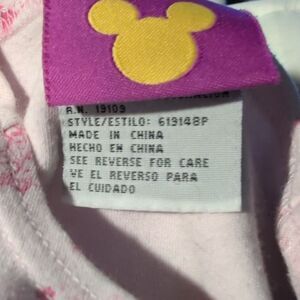 R.N. 19109
STYLE/ESTILO: 619148P
MADE IN CHINA
HECHO EN CHINA
SEE REVERSE FOR CARE
VE EL REVERSO PARA
EL CUIDADO